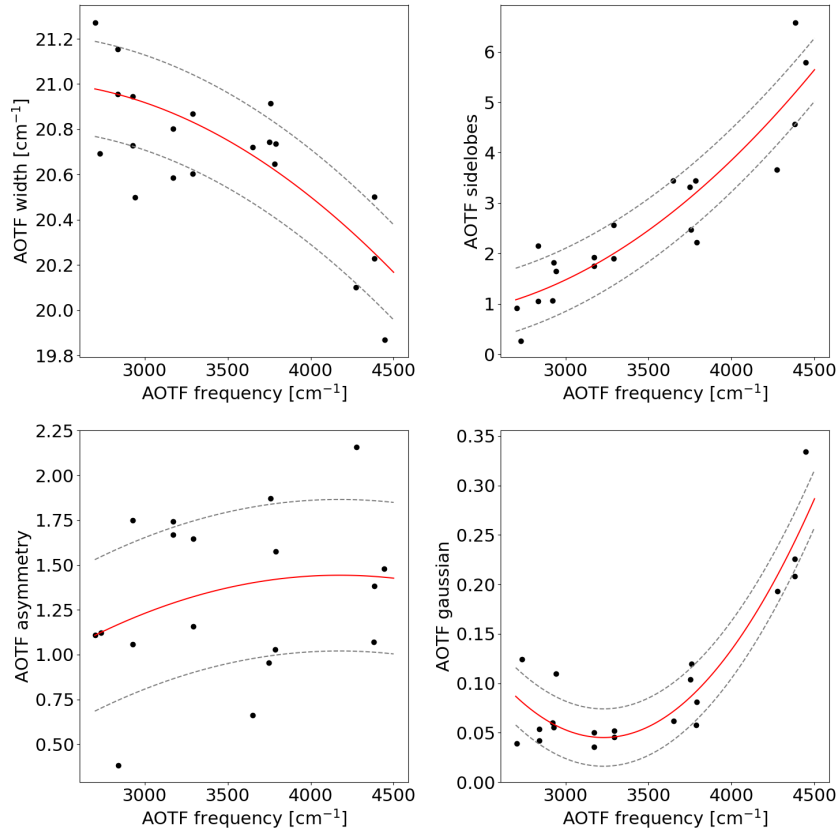 21.2
21.0
20.8
20.6
20.4
20.2
20.0
19.8
AOTF width [cm⁻¹]
3000 3500 4000 4500
AOTF frequency [cm⁻¹]
6
5
4
3
2
1
0
AOTF sidelobes
3000 3500 4000 4500
AOTF frequency [cm⁻¹]
2.25
2.00
1.75
1.50
1.25
1.00
0.75
0.50
AOTF asymmetry
3000 3500 4000 4500
AOTF frequency [cm⁻¹]
0.35
0.30
0.25
0.20
0.15
0.10
0.05
0.00
AOTF gaussian
3000 3500 4000 4500
AOTF frequency [cm⁻¹]